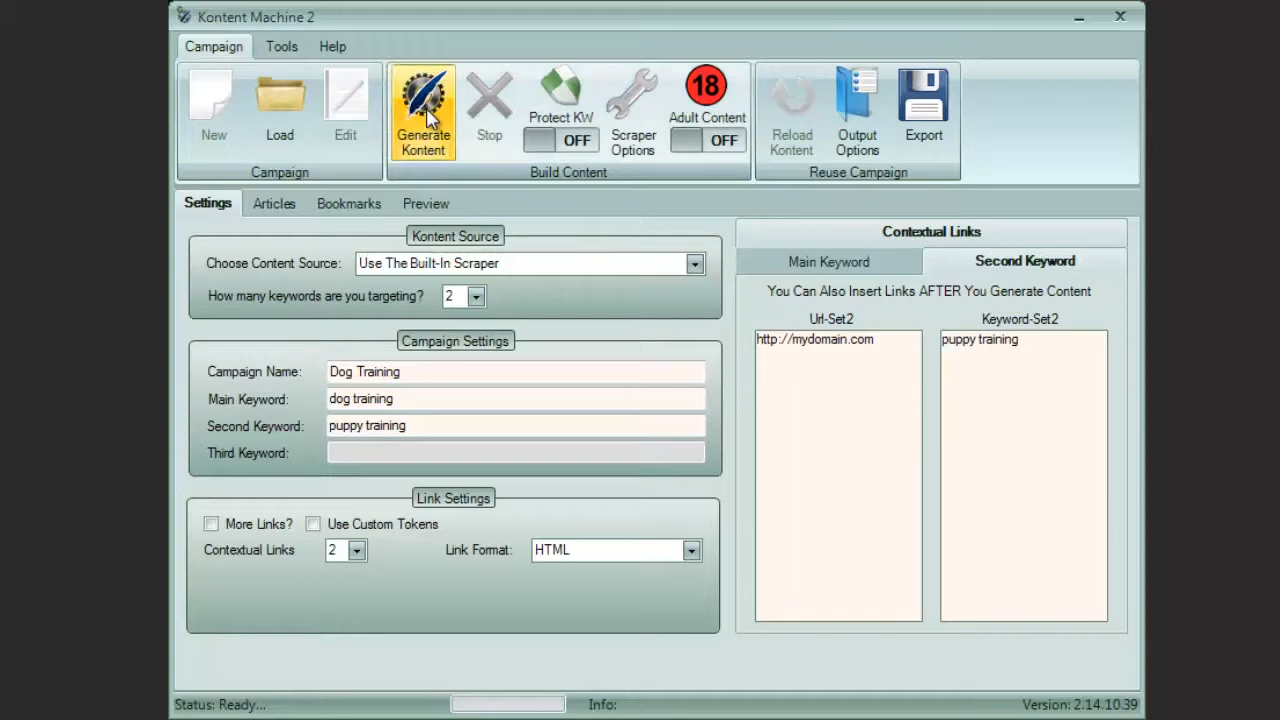 Kontent Machine 2
Campaign Tools Help
New
Load
Edit
Campaign
Generate
Kontent
Stop
Protect KW
OFF
Scraper
Options
18
Adult Content
OFF
Build Content
Reload
Kontent
Output
Options
Export
Reuse Campaign
Settings Articles Bookmarks Preview
Kontent Source
Choose Content Source: Use The Built-In Scraper
How many keywords are you targeting? 2
Campaign Settings
Campaign Name: Dog Training
Main Keyword: dog training
Second Keyword: puppy training
Third Keyword:
Link Settings
More Links? Use Custom Tokens
Contextual Links 2 Link Format: HTML
Contextual Links
Main Keyword Second Keyword
You Can Also Insert Links AFTER You Generate Content
Url-Set2 Keyword-Set2
http://mydomain.com puppy training
Status: Ready... Info: Version: 2.14.10.39